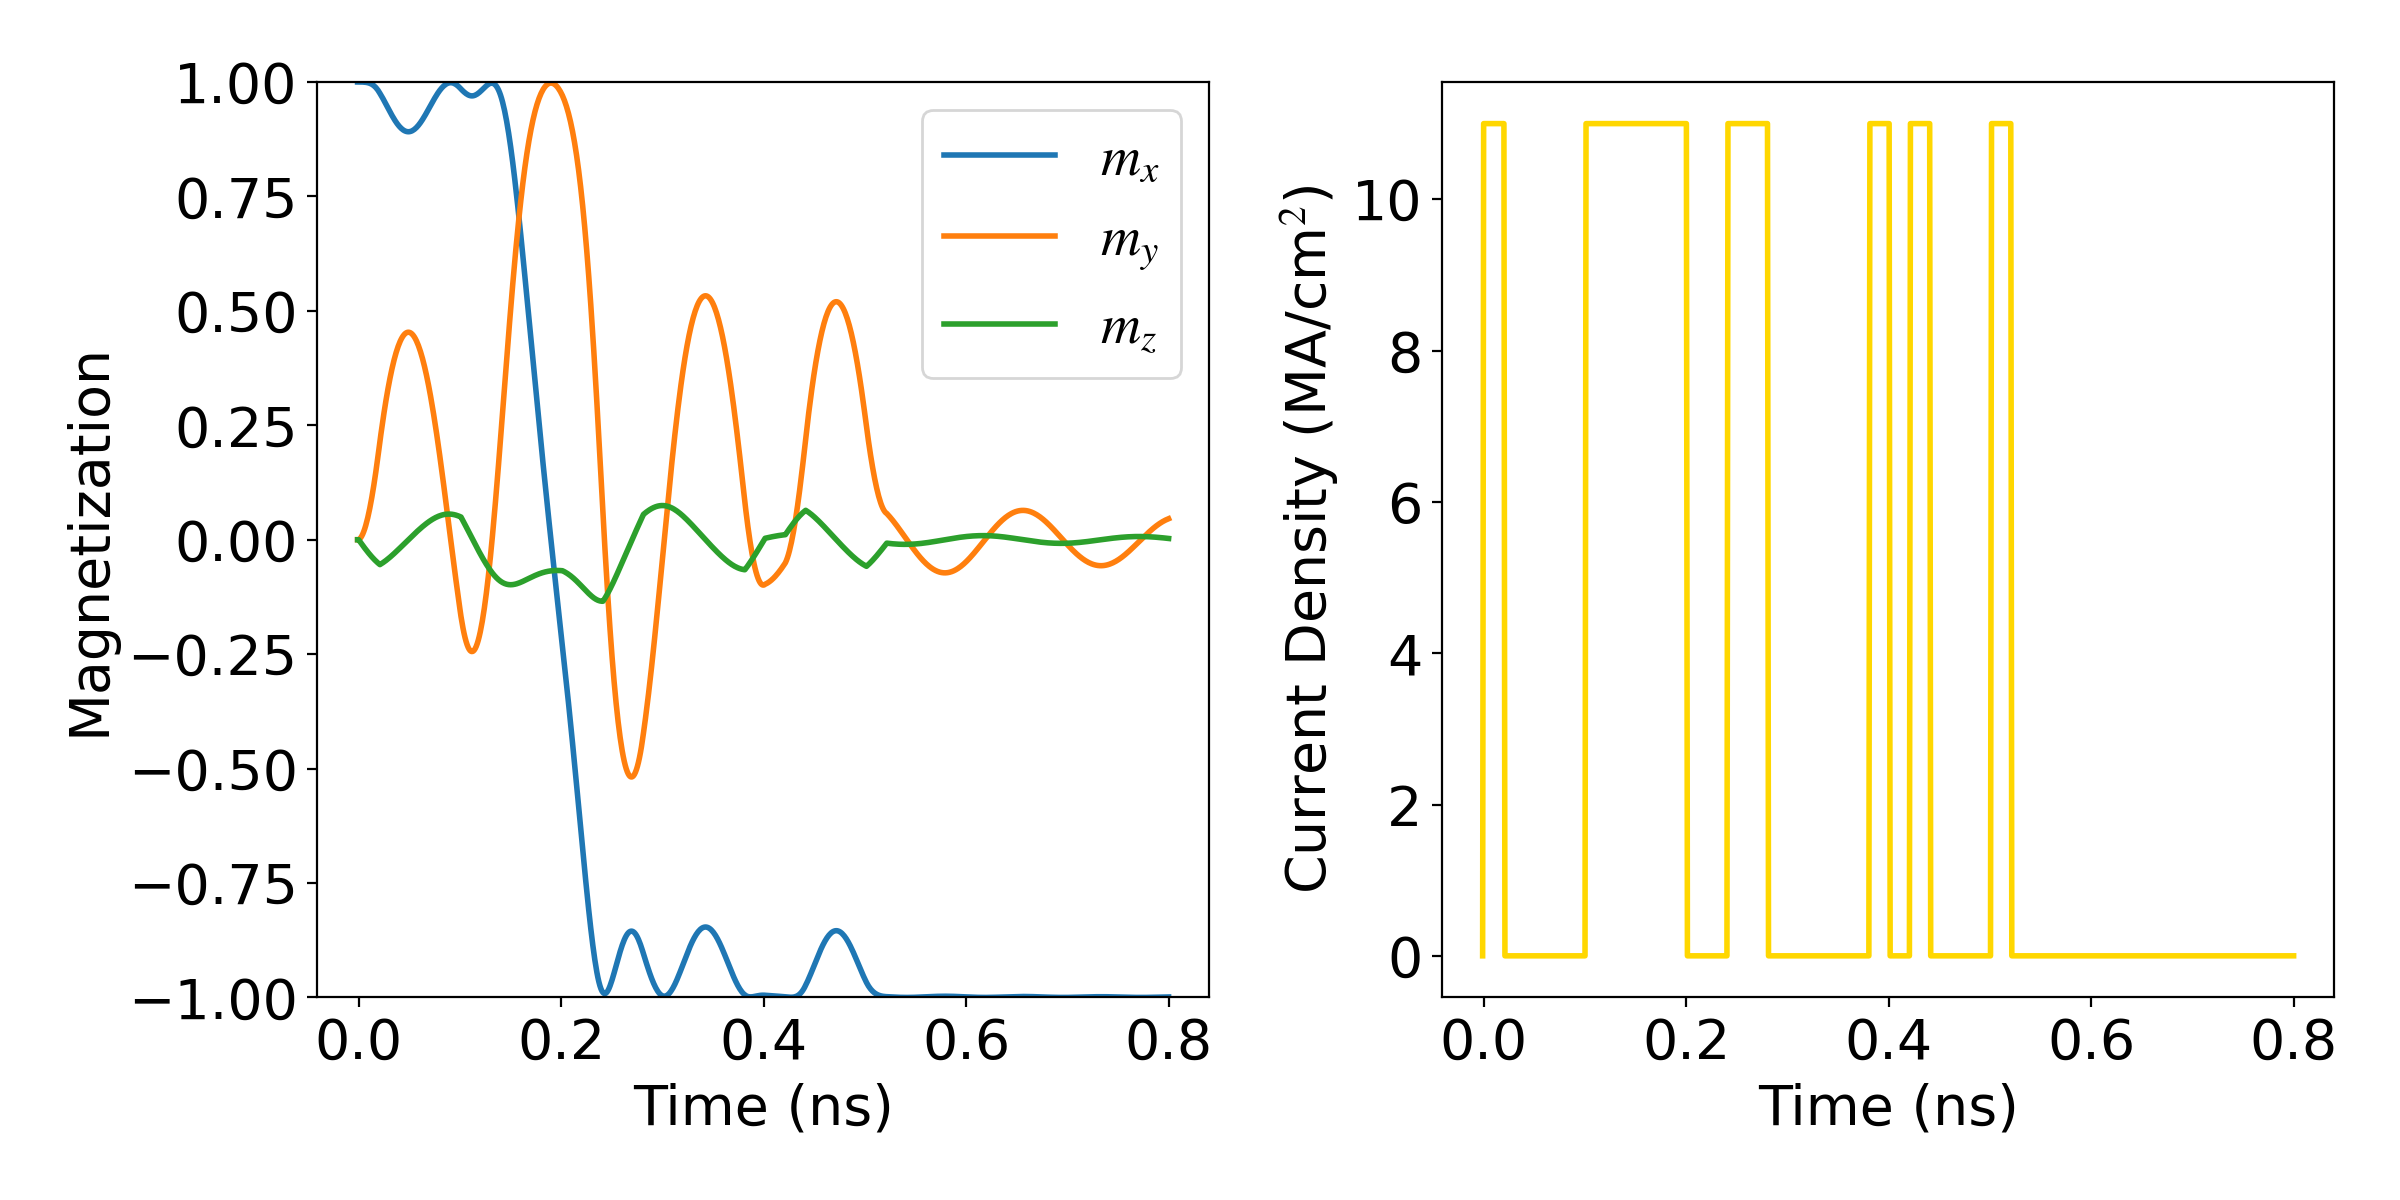 1.00
0.75
0.50
0.25
0.00
−0.25
−0.50
−0.75
−1.00
Magnetization
0.0 0.2 0.4 0.6 0.8
Time (ns)
m_x
m_y
m_z
10
8
6
4
2
0
Current Density (MA/cm²)
0.0 0.2 0.4 0.6 0.8
Time (ns)